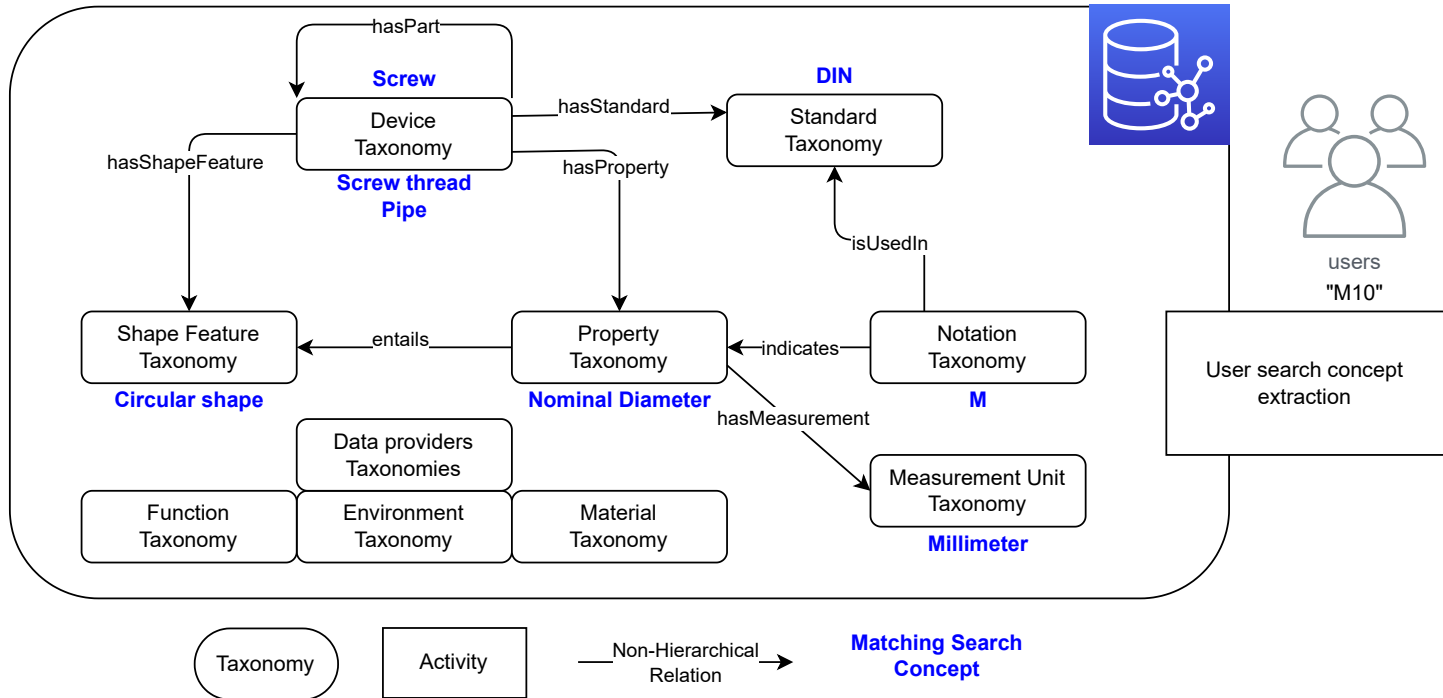 hasPart
Screw
DIN
Device
Taxonomy
hasStandard
Standard
Taxonomy
hasShapeFeature
hasProperty
Screw thread
Pipe
isUsedIn
users
"M10"
Shape Feature
Taxonomy
entails
Property
Taxonomy
indicates
Notation
Taxonomy
User search concept
extraction
Circular shape
Nominal Diameter
M
hasMeasurement
Data providers
Taxonomies
Measurement Unit
Taxonomy
Function
Taxonomy
Environment
Taxonomy
Material
Taxonomy
Millimeter
Taxonomy
Activity
Non-Hierarchical
Relation
Matching Search
Concept